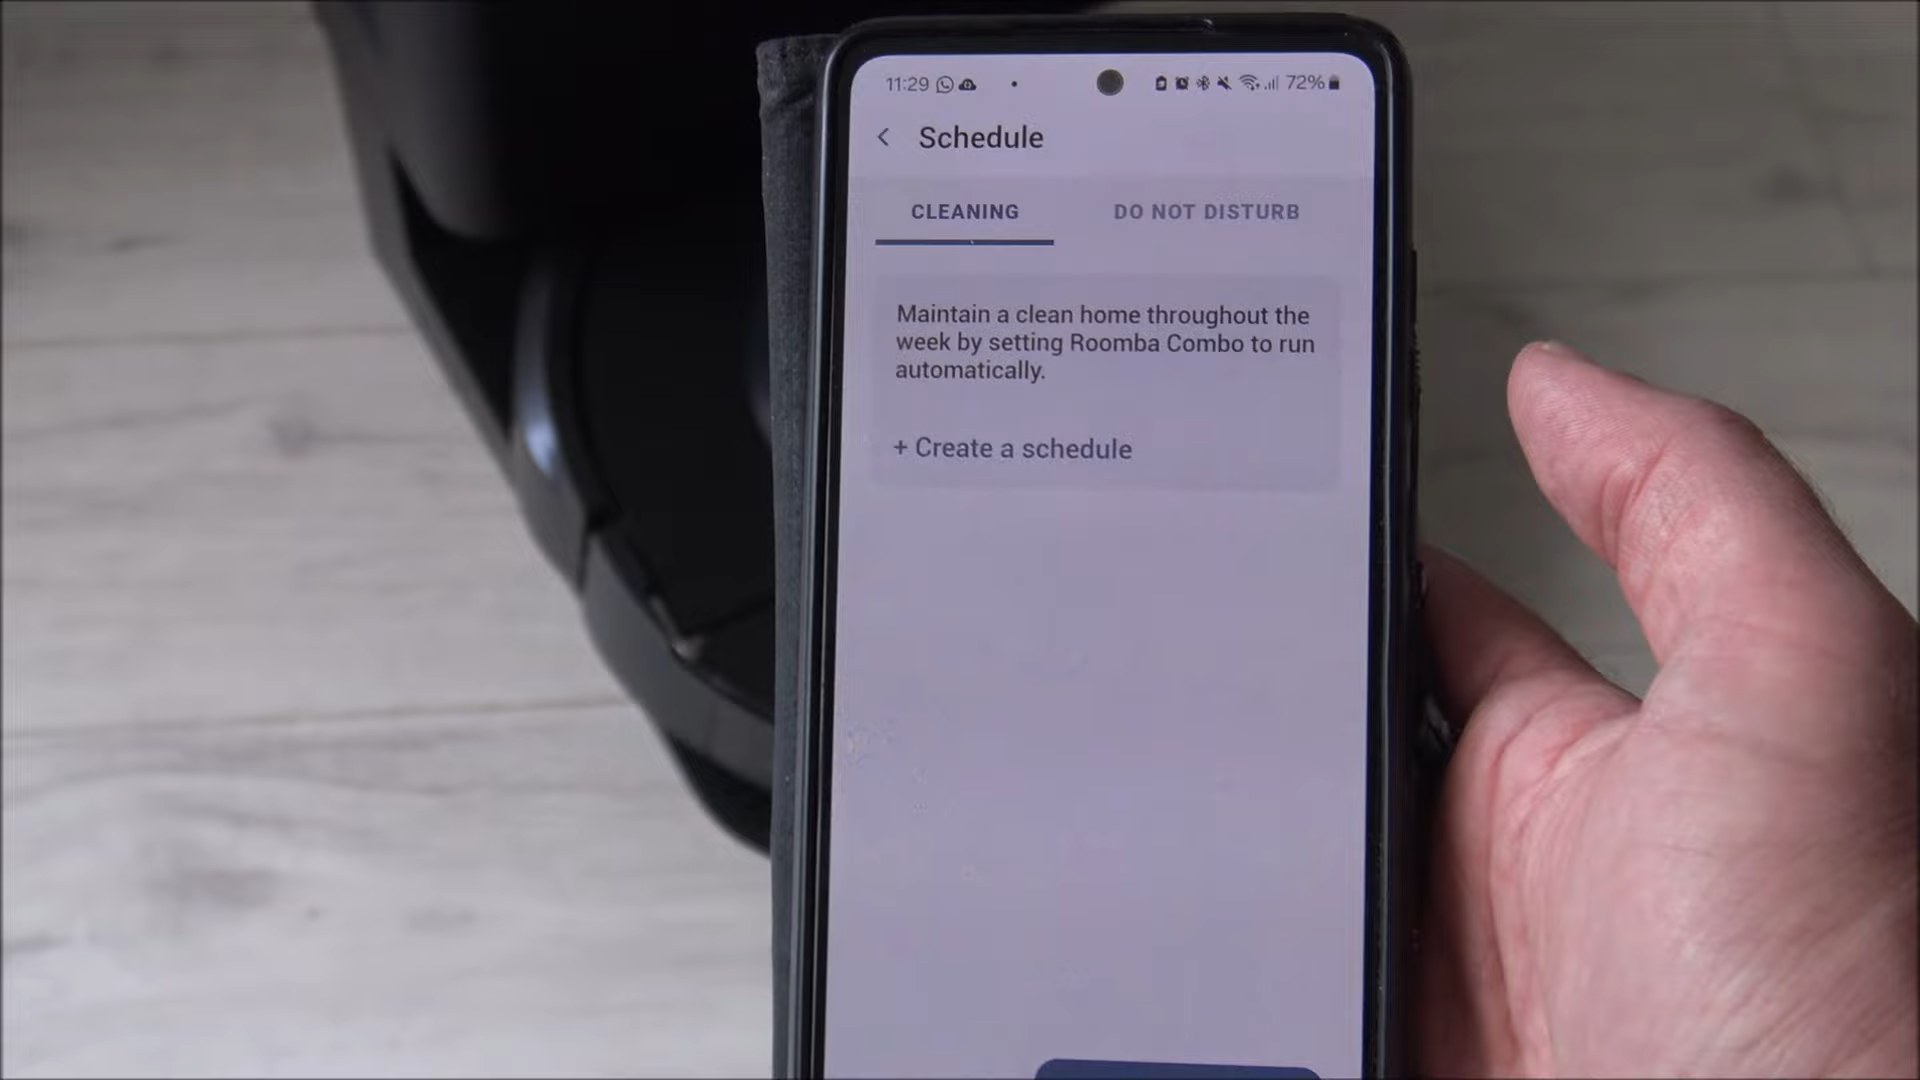 11:29 72%
Schedule
CLEANING DO NOT DISTURB
Maintain a clean home throughout the
week by setting Roomba Combo to run
automatically.
+ Create a schedule